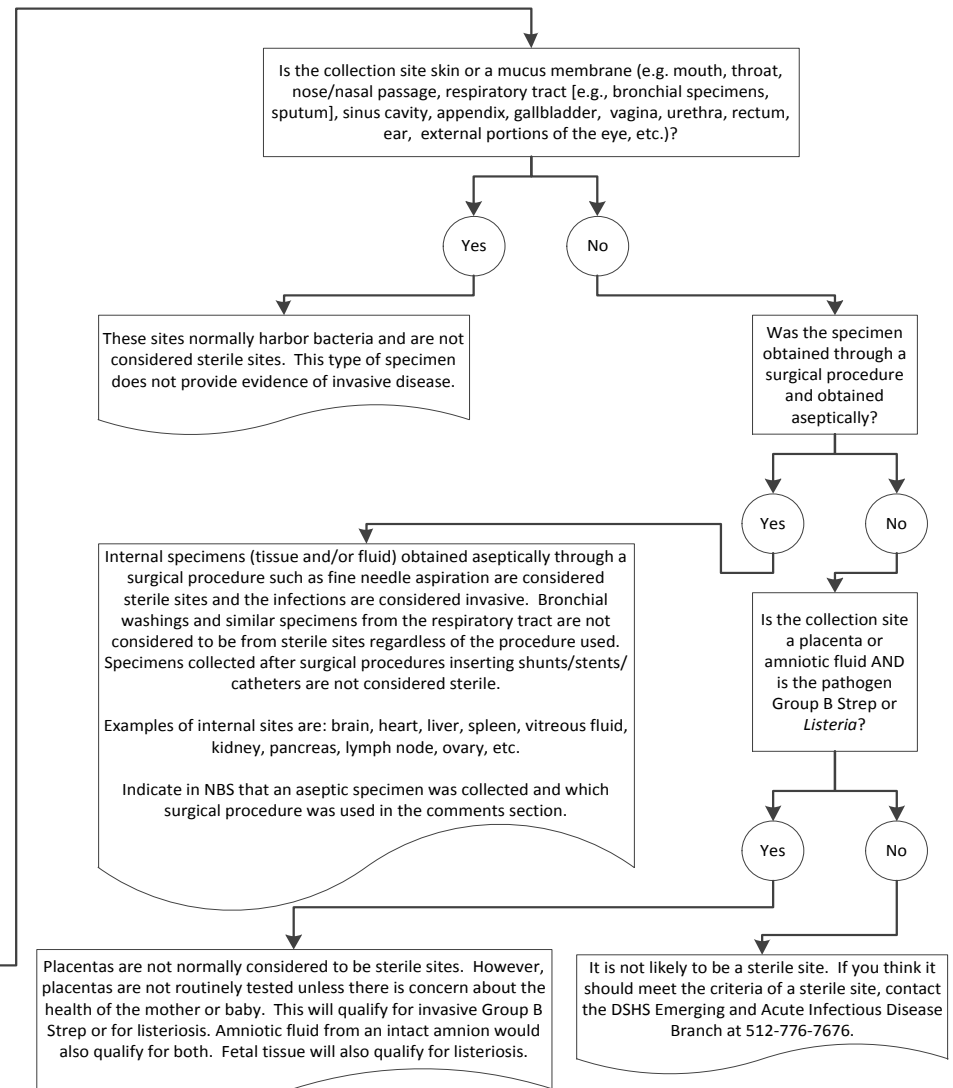 Is the collection site skin or a mucus membrane (e.g. mouth, throat,
nose/nasal passage, respiratory tract [e.g., bronchial specimens,
sputum], sinus cavity, appendix, gallbladder, vagina, urethra, rectum,
ear, external portions of the eye, etc.)?
Yes
No
These sites normally harbor bacteria and are not
considered sterile sites. This type of specimen
does not provide evidence of invasive disease.
Was the specimen
obtained through a
surgical procedure
and obtained
aseptically?
Yes
No
Internal specimens (tissue and/or fluid) obtained aseptically through a
surgical procedure such as fine needle aspiration are considered
sterile sites and the infections are considered invasive. Bronchial
washings and similar specimens from the respiratory tract are not
considered to be from sterile sites regardless of the procedure used.
Specimens collected after surgical procedures inserting shunts/stents/
catheters are not considered sterile.
Examples of internal sites are: brain, heart, liver, spleen, vitreous fluid,
kidney, pancreas, lymph node, ovary, etc.
Indicate in NBS that an aseptic specimen was collected and which
surgical procedure was used in the comments section.
Is the collection site
a placenta or
amniotic fluid AND
is the pathogen
Group B Strep or
Listeria?
Yes
No
Placentas are not normally considered to be sterile sites. However,
placentas are not routinely tested unless there is concern about the
health of the mother or baby. This will qualify for invasive Group B
Strep or for listeriosis. Amniotic fluid from an intact amnion would
also qualify for both. Fetal tissue will also qualify for listeriosis.
It is not likely to be a sterile site. If you think it
should meet the criteria of a sterile site, contact
the DSHS Emerging and Acute Infectious Disease
Branch at 512-776-7676.